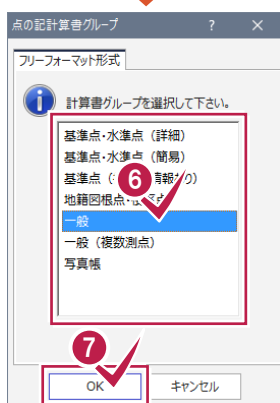 点の記計算書グループ ? ×
フリーフォーマット形式
計算書グループを選択して下さい。
基準点・水準点（詳細）
基準点・水準点（簡易）
基準点（ 報 り）
6
地籍図根点・
一般
一般（複数測点）
写真帳
7
OK キャンセル